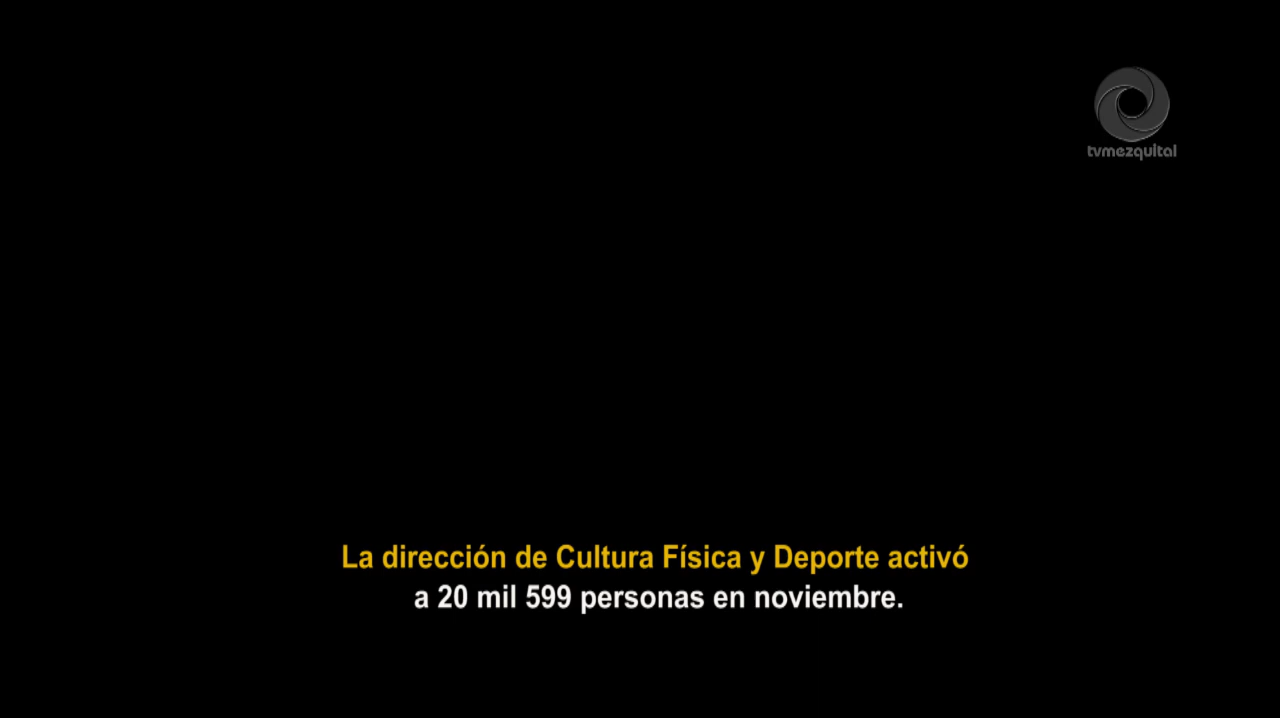 tvmezquital
La dirección de Cultura Física y Deporte activó
a 20 mil 599 personas en noviembre.